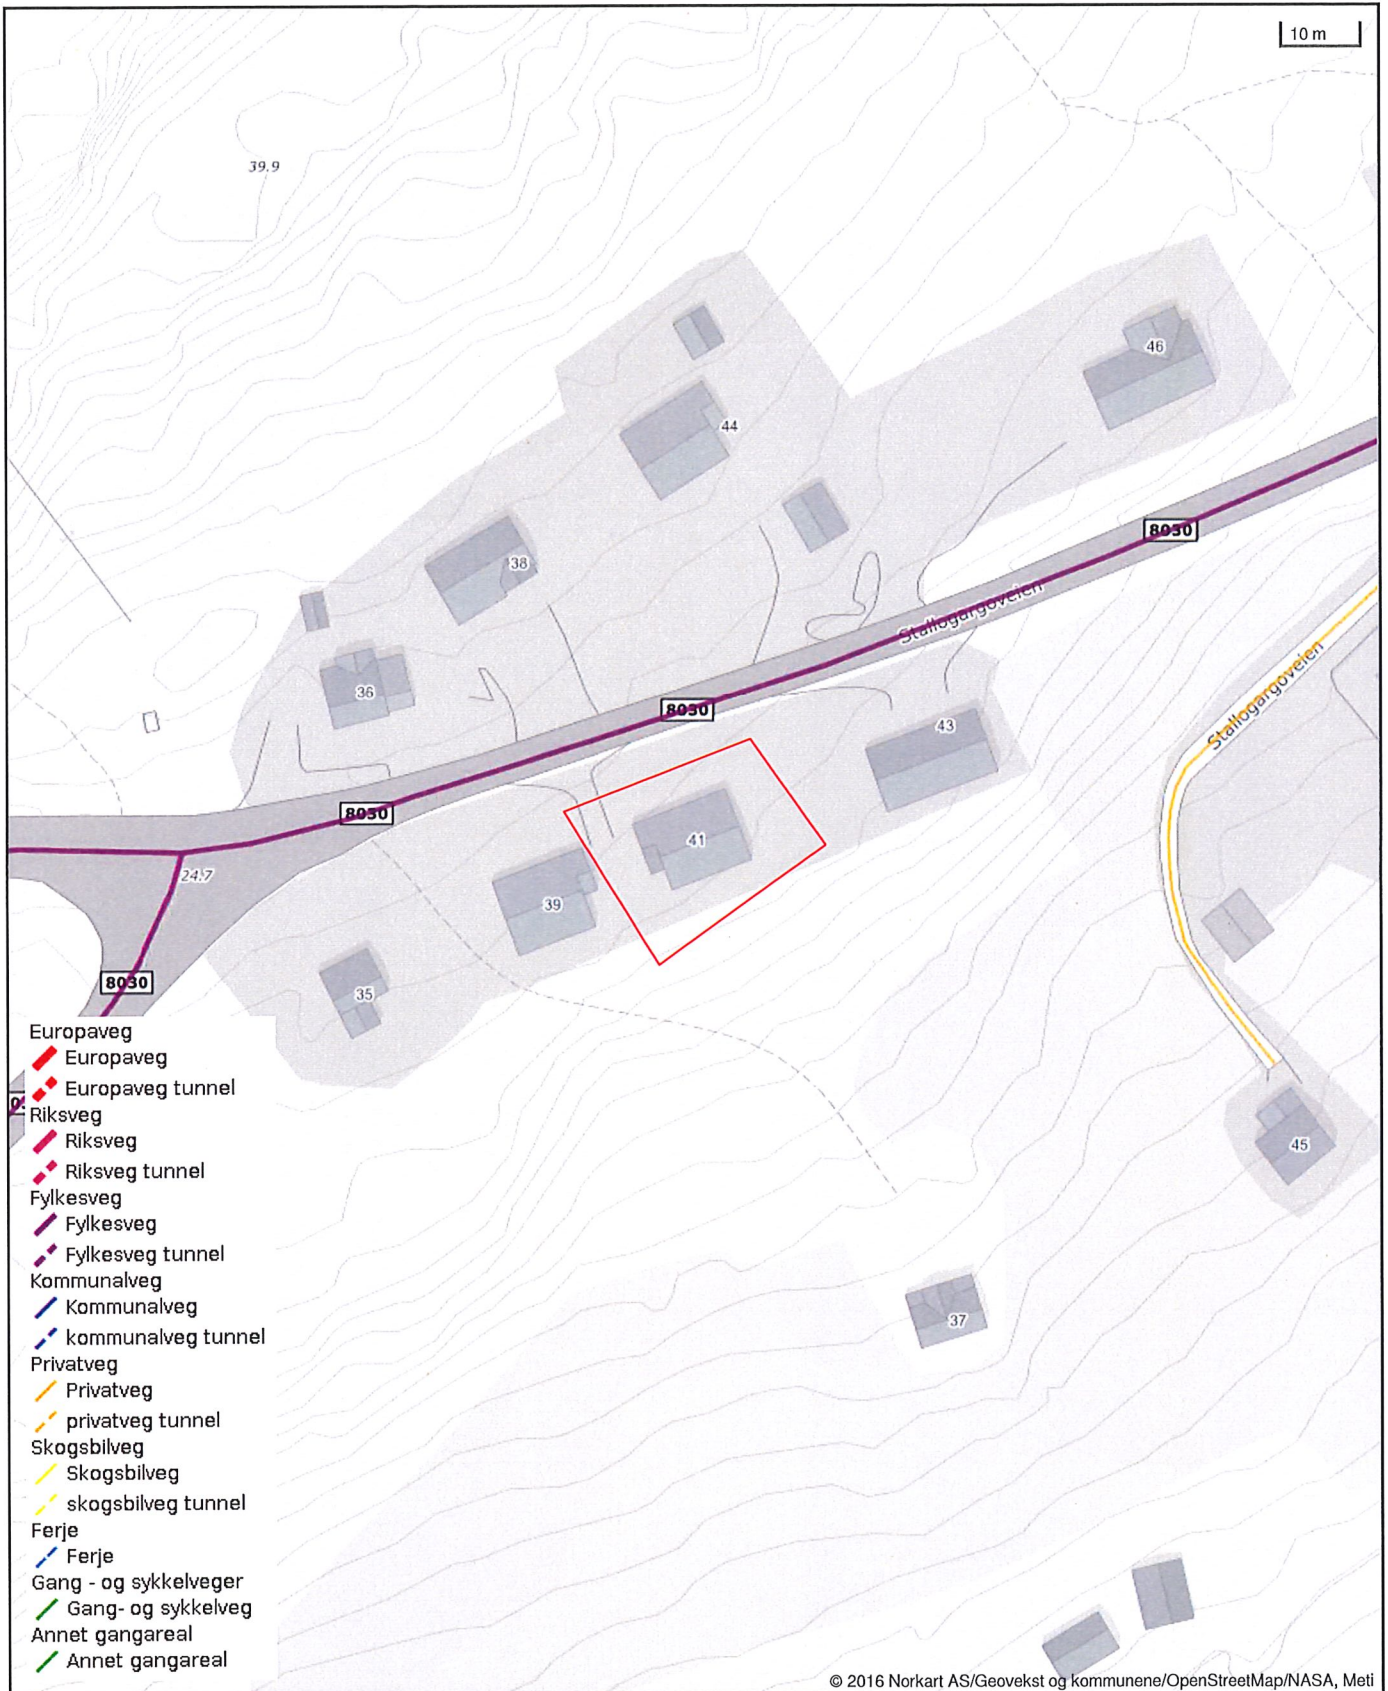 10 m
39.9
46
44
8030
38
Stallogargoveien
Stallogargoveien
36
8030
43
8030
41
24.7
39
8030
35
Europaveg
Europaveg
Europaveg tunnel
Riksveg
Riksveg
Riksveg tunnel
Fylkesveg
Fylkesveg
Fylkesveg tunnel
Kommunalveg
Kommunalveg
kommunalveg tunnel
Privatveg
Privatveg
privatveg tunnel
Skogsbilveg
Skogsbilveg
skogsbilveg tunnel
Ferje
Ferje
Gang - og sykkelveger
Gang- og sykkelveg
Annet gangareal
Annet gangareal
45
37
© 2016 Norkart AS/Geovekst og kommunene/OpenStreetMap/NASA, Meti